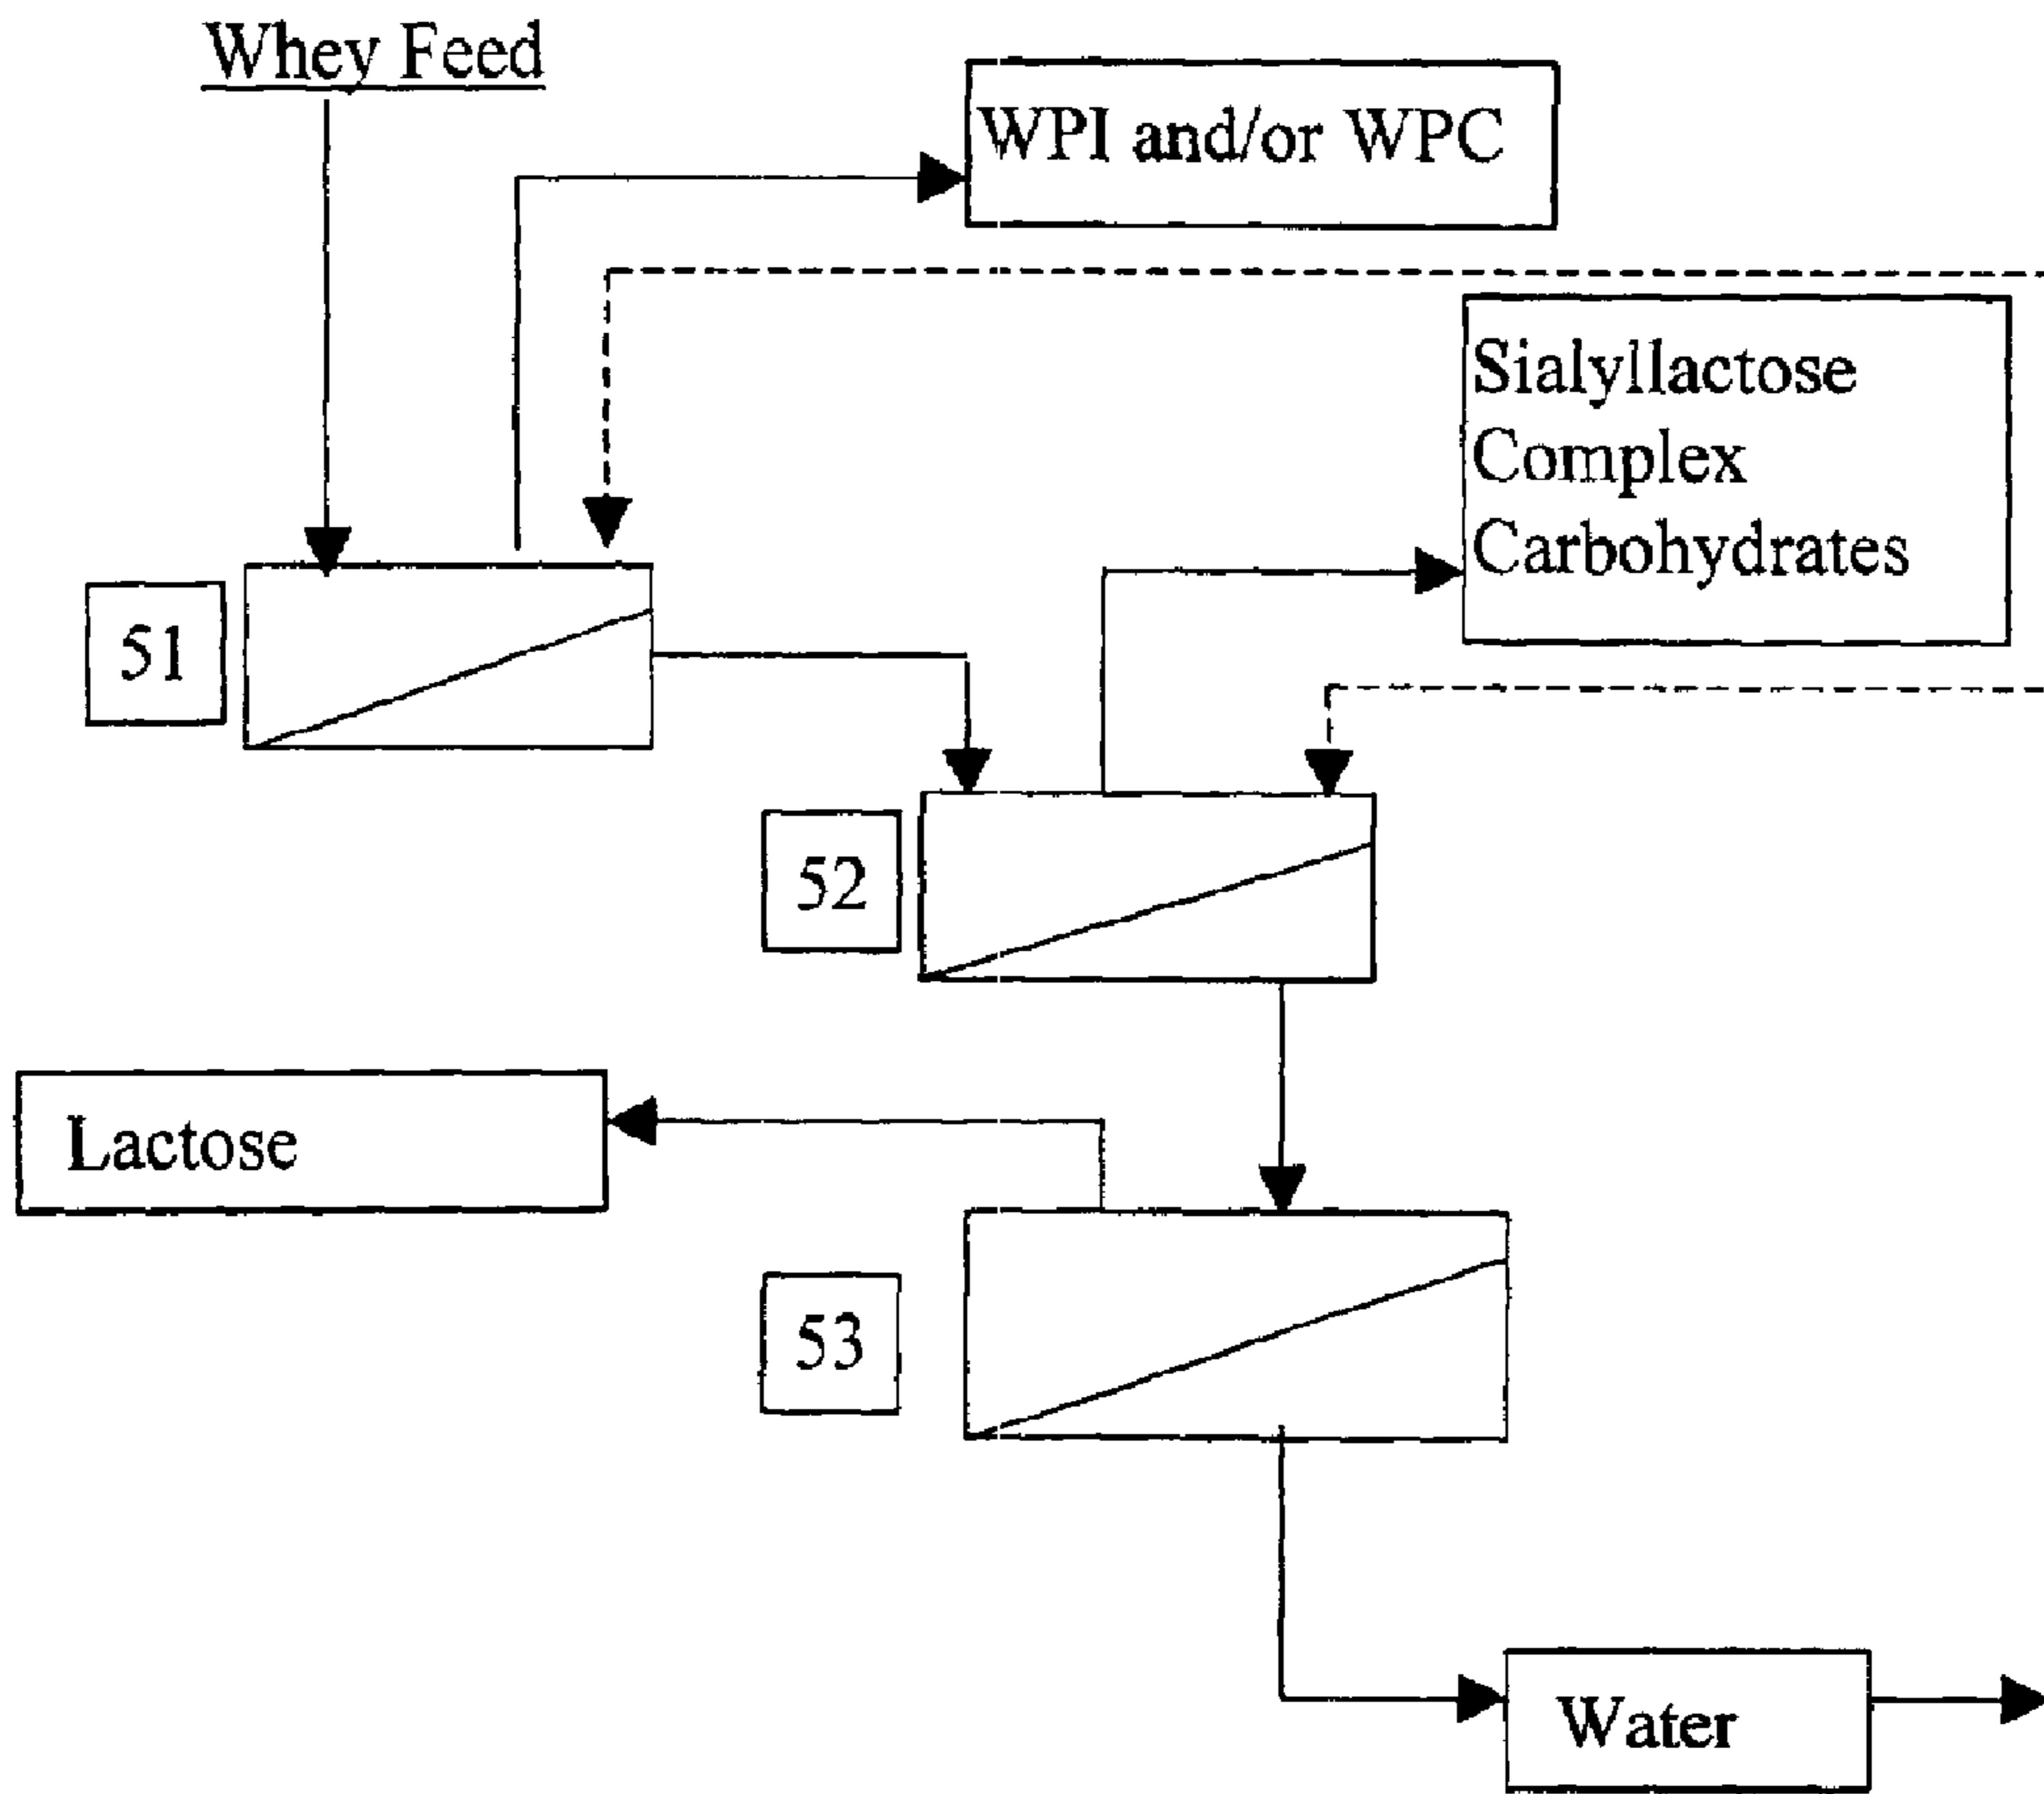 Whey Feed
WPI and/or WPC
Sialyllactose
Complex
Carbohydrates
51
52
Lactose
53
Water